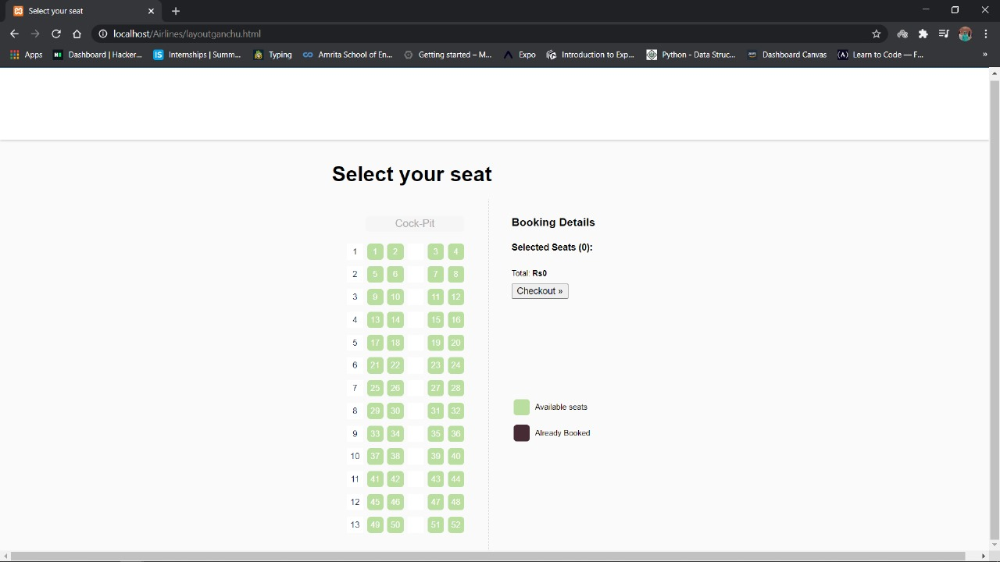 Select your seat
localhost/Airlines/layoutganchu.html
Apps Dashboard | Hacker... Internships | Summ... Typing Amrita School of En... Getting started – M... Expo Introduction to Exp... Python - Data Struc... Dashboard Canvas Learn to Code — F... »
Select your seat
Cock-Pit
1 1 2 3 4
2 5 6 7 8
3 9 10 11 12
4 13 14 15 16
5 17 18 19 20
6 21 22 23 24
7 25 26 27 28
8 29 30 31 32
9 33 34 35 36
10 37 38 39 40
11 41 42 43 44
12 45 46 47 48
13 49 50 51 52
Booking Details
Selected Seats (0):
Total: Rs0
Checkout »
Available seats
Already Booked